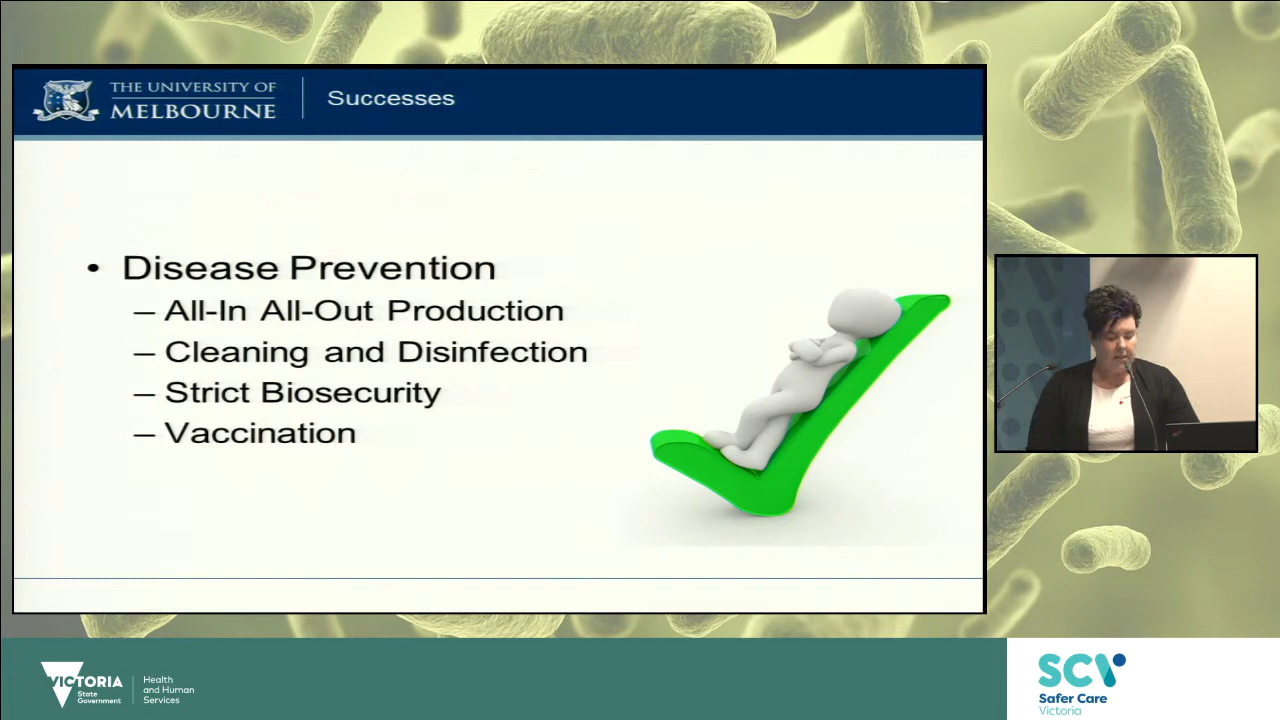 THE UNIVERSITY OF
MELBOURNE
Successes
• Disease Prevention
– All-In All-Out Production
– Cleaning and Disinfection
– Strict Biosecurity
– Vaccination
VICTORIA
State
Government
Health
and Human
Services
SCV
Safer Care
Victoria